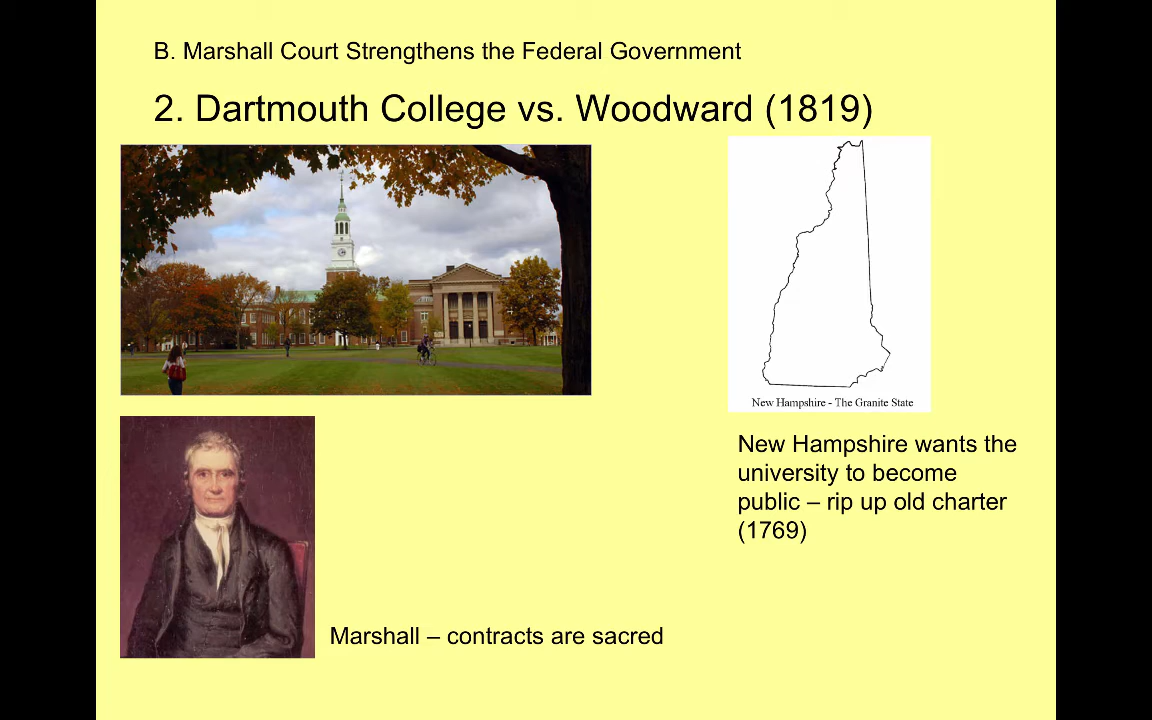 B. Marshall Court Strengthens the Federal Government
2. Dartmouth College vs. Woodward (1819)
New Hampshire - The Granite State
New Hampshire wants the
university to become
public – rip up old charter
(1769)
Marshall – contracts are sacred